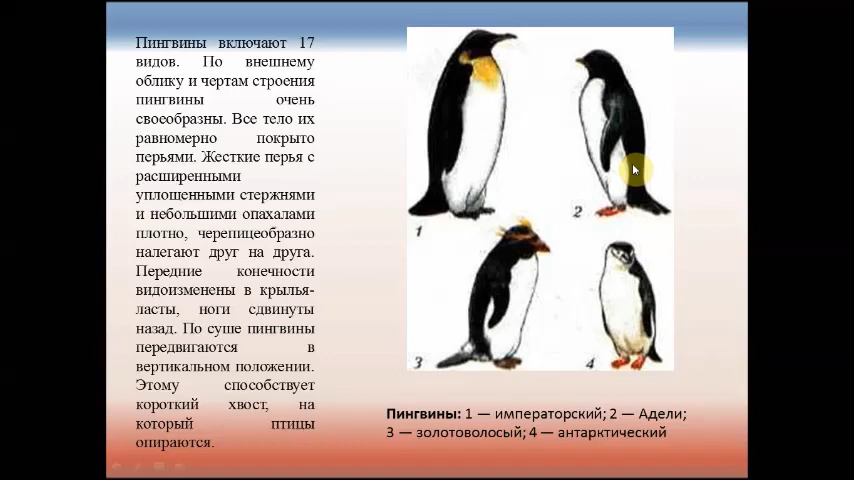 Пингвины включают 17
видов. По внешнему
облику и чертам строения
пингвины очень
своеобразны. Все тело их
равномерно покрыто
перьями. Жесткие перья с
расширенными
уплощенными стержнями
и небольшими опахалами
плотно, черепицеобразно
налегают друг на друга.
Передние конечности
видоизменены в крылья-
ласты, ноги сдвинуты
назад. По суше пингвины
передвигаются в
вертикальном положении.
Этому способствует
короткий хвост, на
который птицы
опираются.
1
2
3
4
Пингвины: 1 — императорский; 2 — Адели;
3 — золотоволосый; 4 — антарктический